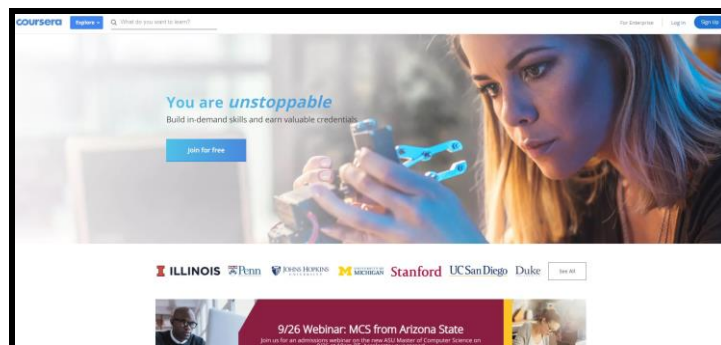 coursera
Explore
What do you want to learn?
For Enterprise
Log In
Sign Up
You are unstoppable
Build in-demand skills and earn valuable credentials
Join for free
I ILLINOIS
Penn
JOHNS HOPKINS
UNIVERSITY
M UNIVERSITY OF MICHIGAN
Stanford
UC San Diego
Duke
See All
9/26 Webinar: MCS from Arizona State
Join us for an admissions webinar on the new ASU Master of Computer Science on